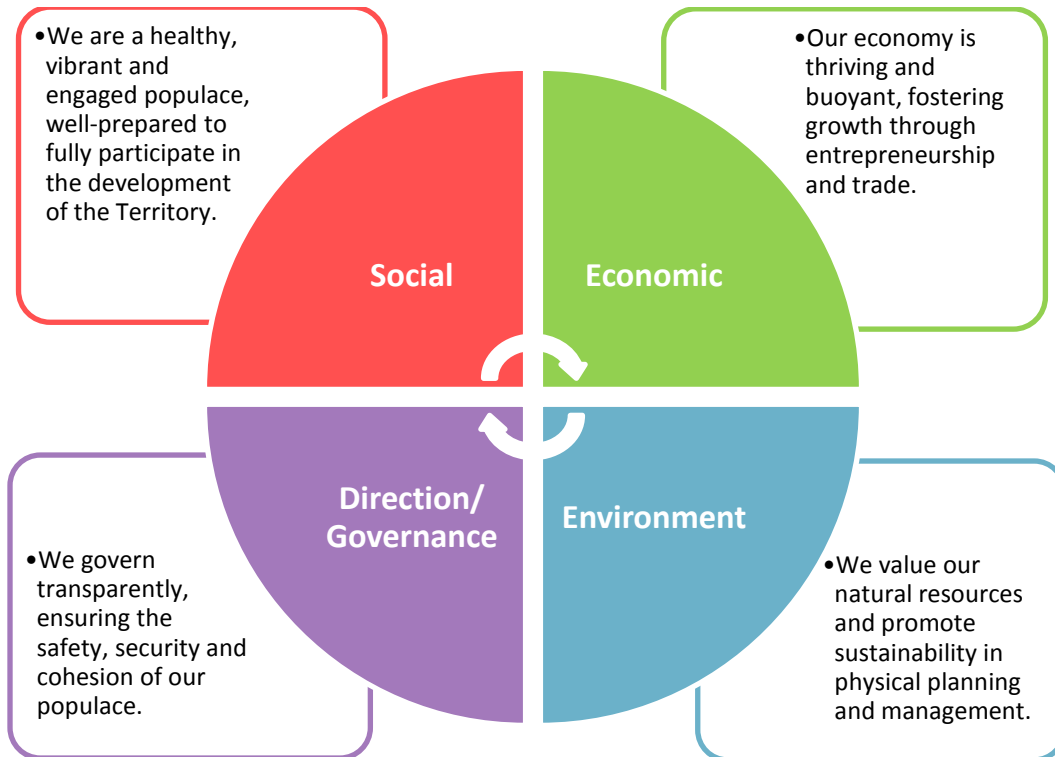 •We are a healthy,
vibrant and
engaged populace,
well-prepared to
fully participate in
the development
of the Territory.
•Our economy is
thriving and
buoyant, fostering
growth through
entrepreneurship
and trade.
Social
Economic
Direction/
Governance
Environment
•We govern
transparently,
ensuring the
safety, security and
cohesion of our
populace.
•We value our
natural resources
and promote
sustainability in
physical planning
and management.